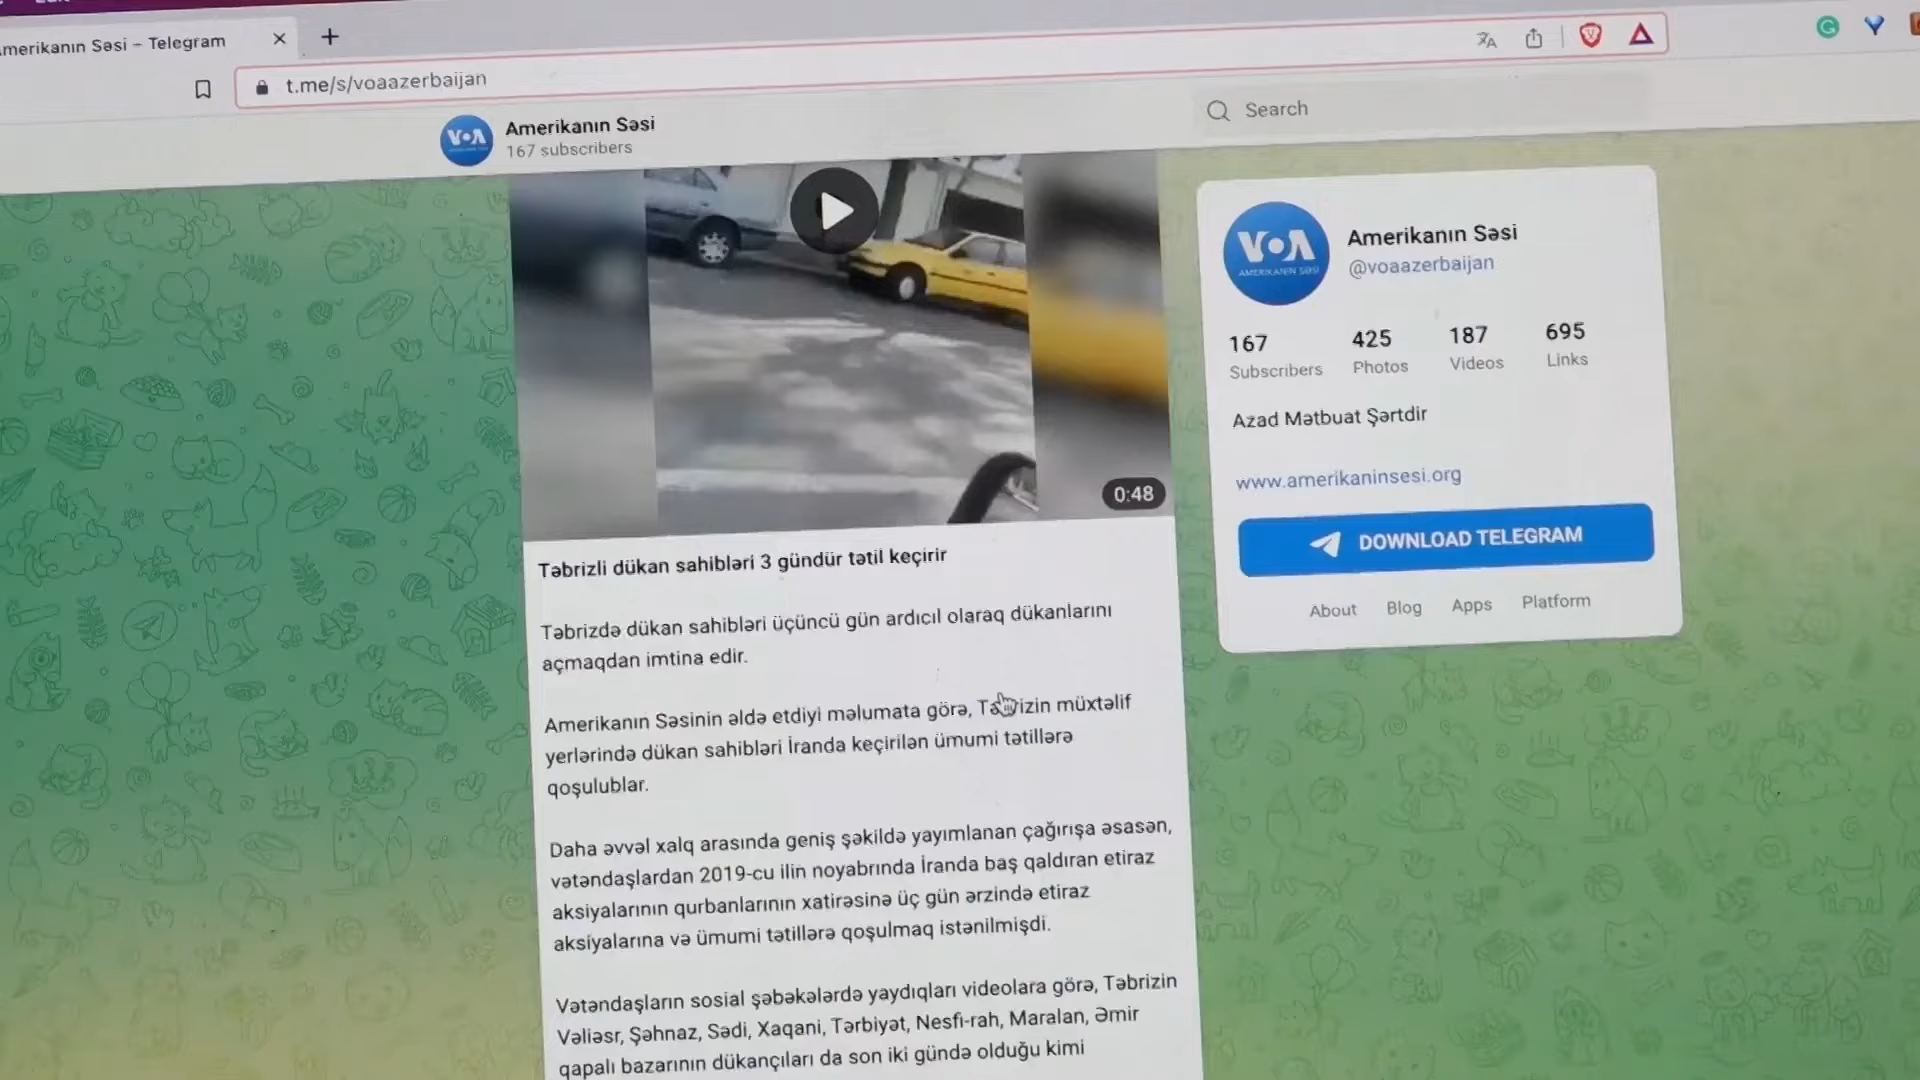 Amerikanın Səsi – Telegram
t.me/s/voaazerbaijan
Search
VOA
Amerikanın Səsi
167 subscribers
0:48
Təbrizli dükan sahibləri 3 gündür tətil keçirir
Təbrizdə dükan sahibləri üçüncü gün ardıcıl olaraq dükanlarını
açmaqdan imtina edir.
Amerikanın Səsinin əldə etdiyi məlumata görə, Təbrizin müxtəlif
yerlərində dükan sahibləri İranda keçirilən ümumi tətillərə
qoşulublar.
Daha əvvəl xalq arasında geniş şəkildə yayımlanan çağırışa əsasən,
vətəndaşlardan 2019-cu ilin noyabrında İranda baş qaldıran etiraz
aksiyalarının qurbanlarının xatirəsinə üç gün ərzində etiraz
aksiyalarına və ümumi tətillərə qoşulmaq istənilmişdi.
Vətəndaşların sosial şəbəkələrdə yaydıqları videolara görə, Təbrizin
Vəliəsr, Şəhnaz, Sədi, Xaqani, Tərbiyət, Nesfi-rah, Maralan, Əmir
qapalı bazarının dükançıları da son iki gündə olduğu kimi
VOA
AMERIKANIN SƏSI
Amerikanın Səsi
@voaazerbaijan
167 425 187 695
Subscribers Photos Videos Links
Azad Mətbuat Şərtdir
www.amerikaninsesi.org
DOWNLOAD TELEGRAM
About Blog Apps Platform